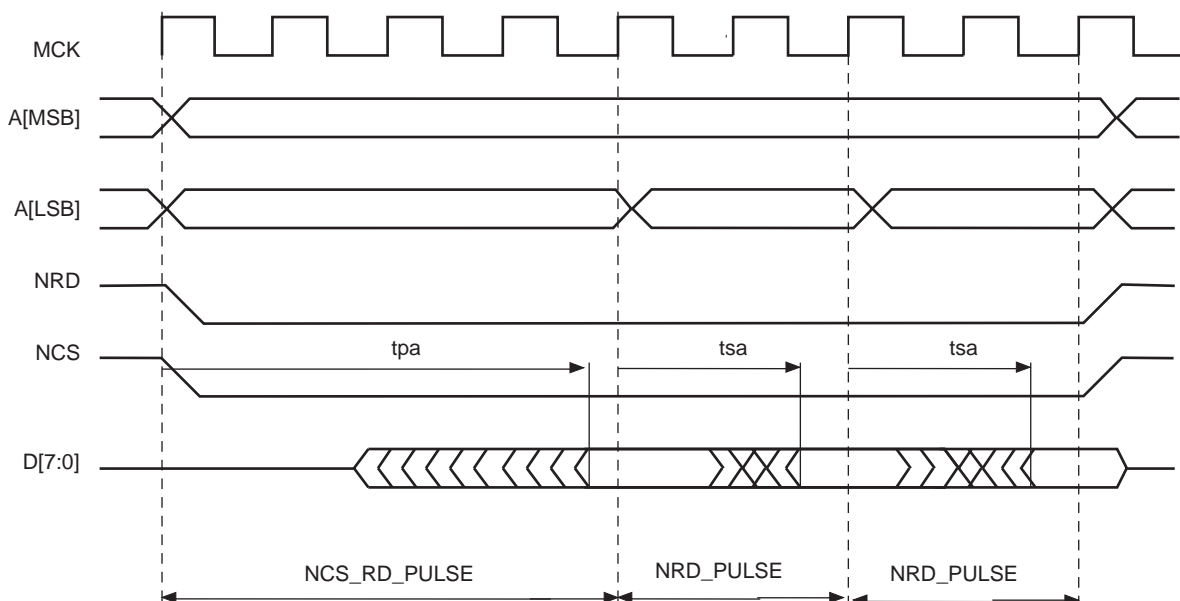 MCK
A[MSB]
A[LSB]
NRD
NCS
tpa
tsa
tsa
D[7:0]
NCS_RD_PULSE
NRD_PULSE
NRD_PULSE